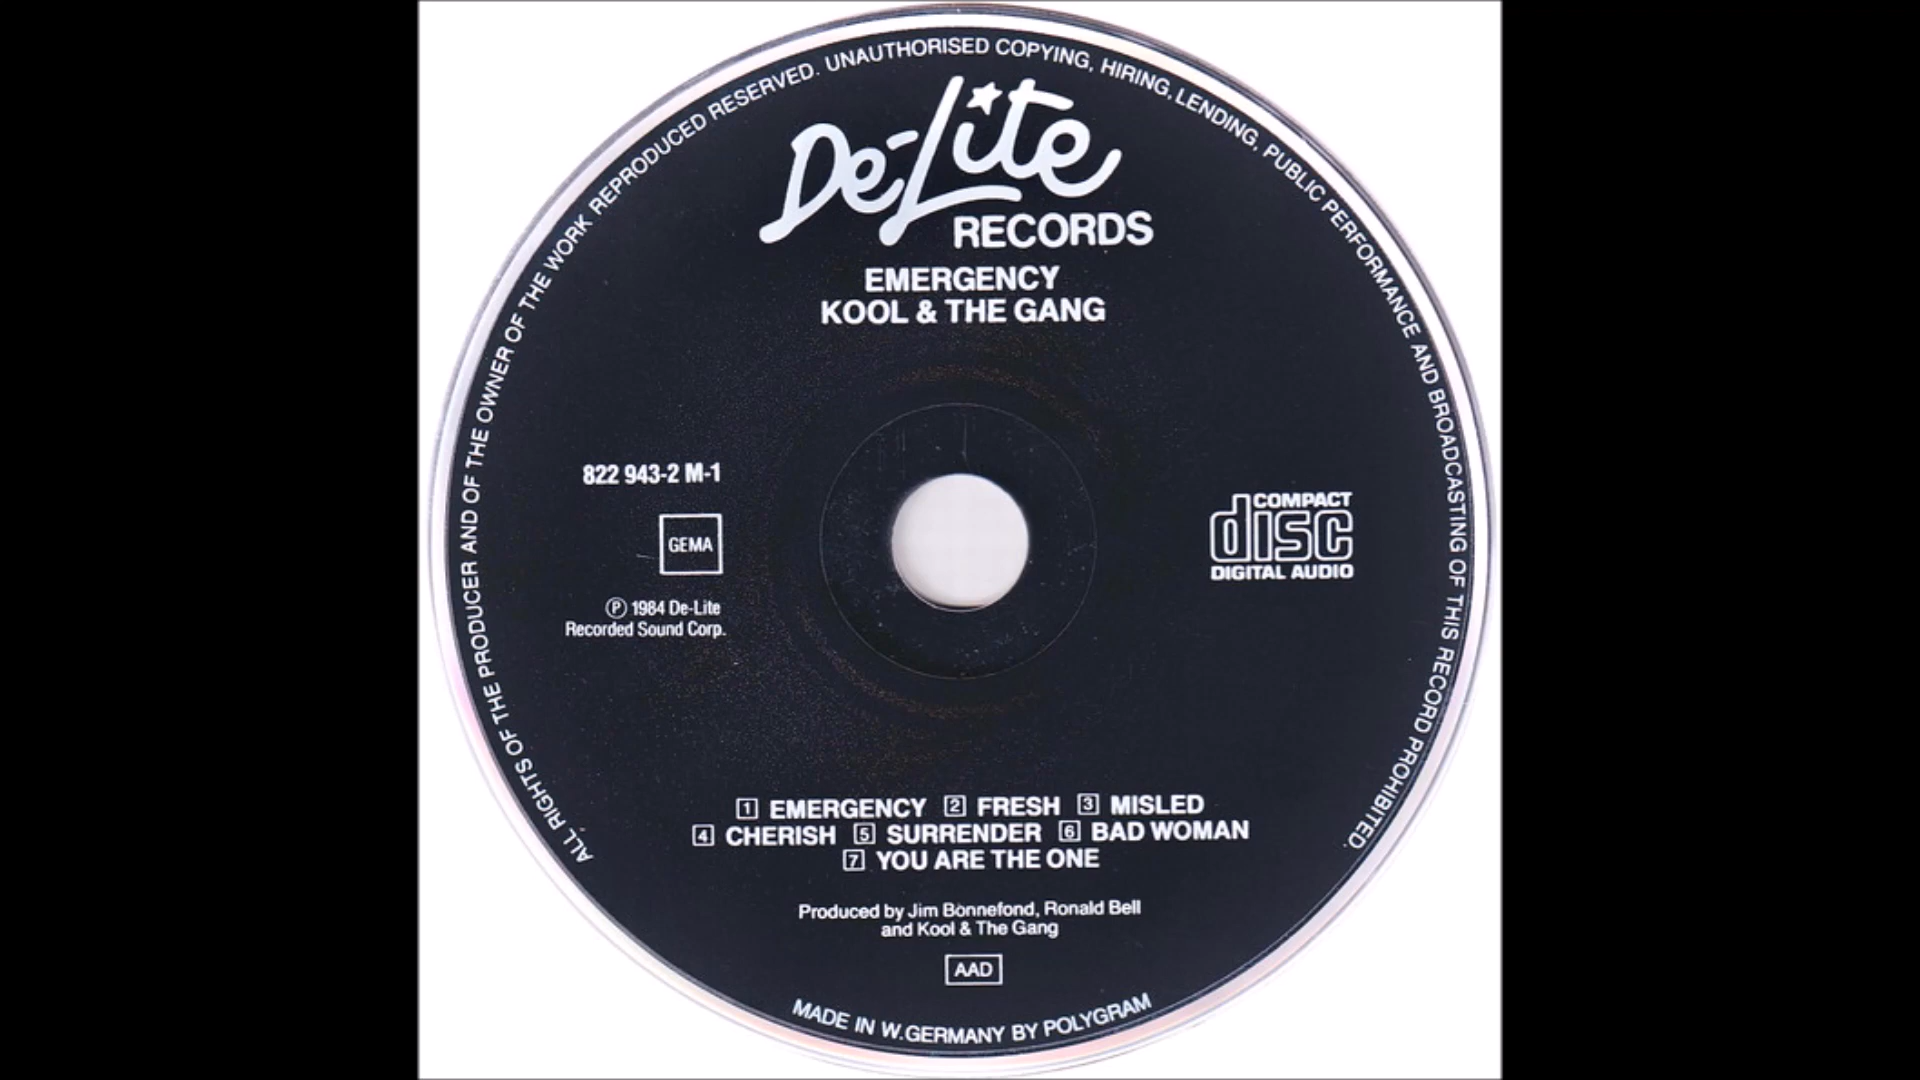 ALL RIGHTS OF THE PRODUCER AND OF THE OWNER OF THE WORK REPRODUCED RESERVED. UNAUTHORISED COPYING, HIRING, LENDING, PUBLIC PERFORMANCE AND BROADCASTING OF THIS RECORD PROHIBITED.
De-Lite
RECORDS
EMERGENCY
KOOL & THE GANG
822 943-2 M-1
GEMA
℗ 1984 De-Lite
Recorded Sound Corp.
COMPACT
disc
DIGITAL AUDIO
1 EMERGENCY 2 FRESH 3 MISLED
4 CHERISH 5 SURRENDER 6 BAD WOMAN
7 YOU ARE THE ONE
Produced by Jim Bonnefond, Ronald Bell
and Kool & The Gang
AAD
MADE IN W.GERMANY BY POLYGRAM